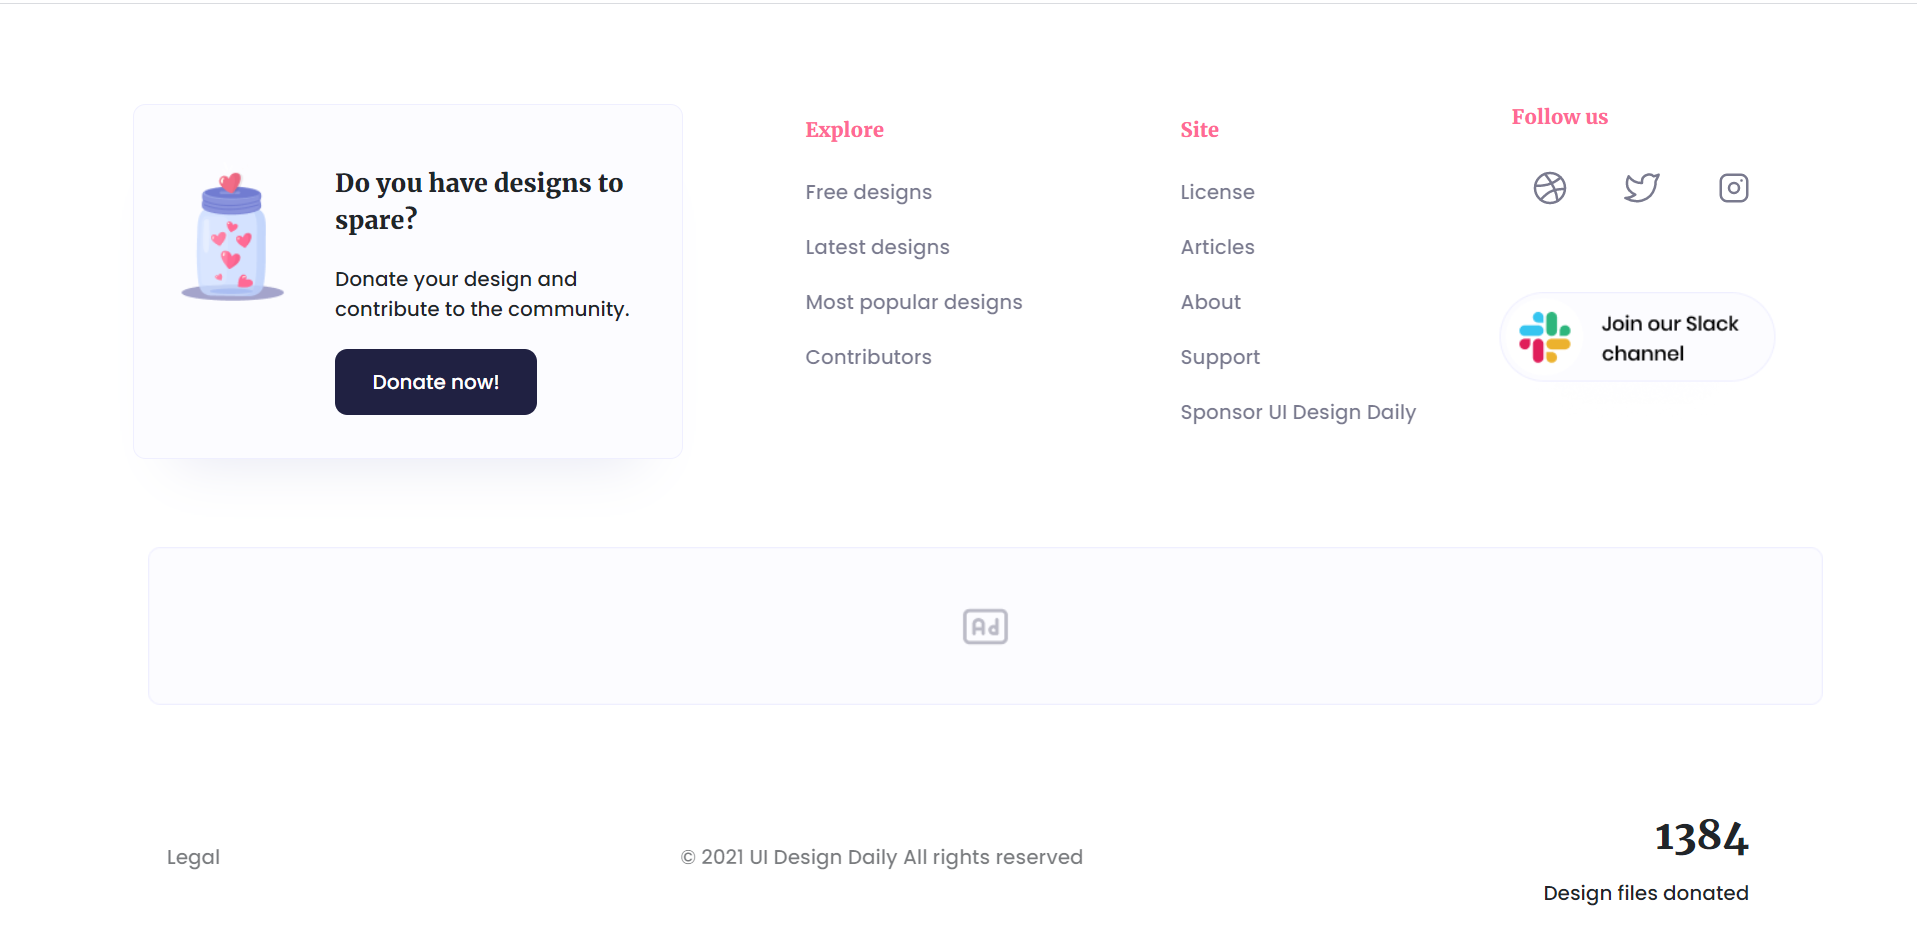 Do you have designs to
spare?
Donate your design and
contribute to the community.
Donate now!
Explore
Free designs
Latest designs
Most popular designs
Contributors
Site
License
Articles
About
Support
Sponsor UI Design Daily
Follow us
Join our Slack
channel
Ad
Legal
© 2021 UI Design Daily All rights reserved
1384
Design files donated